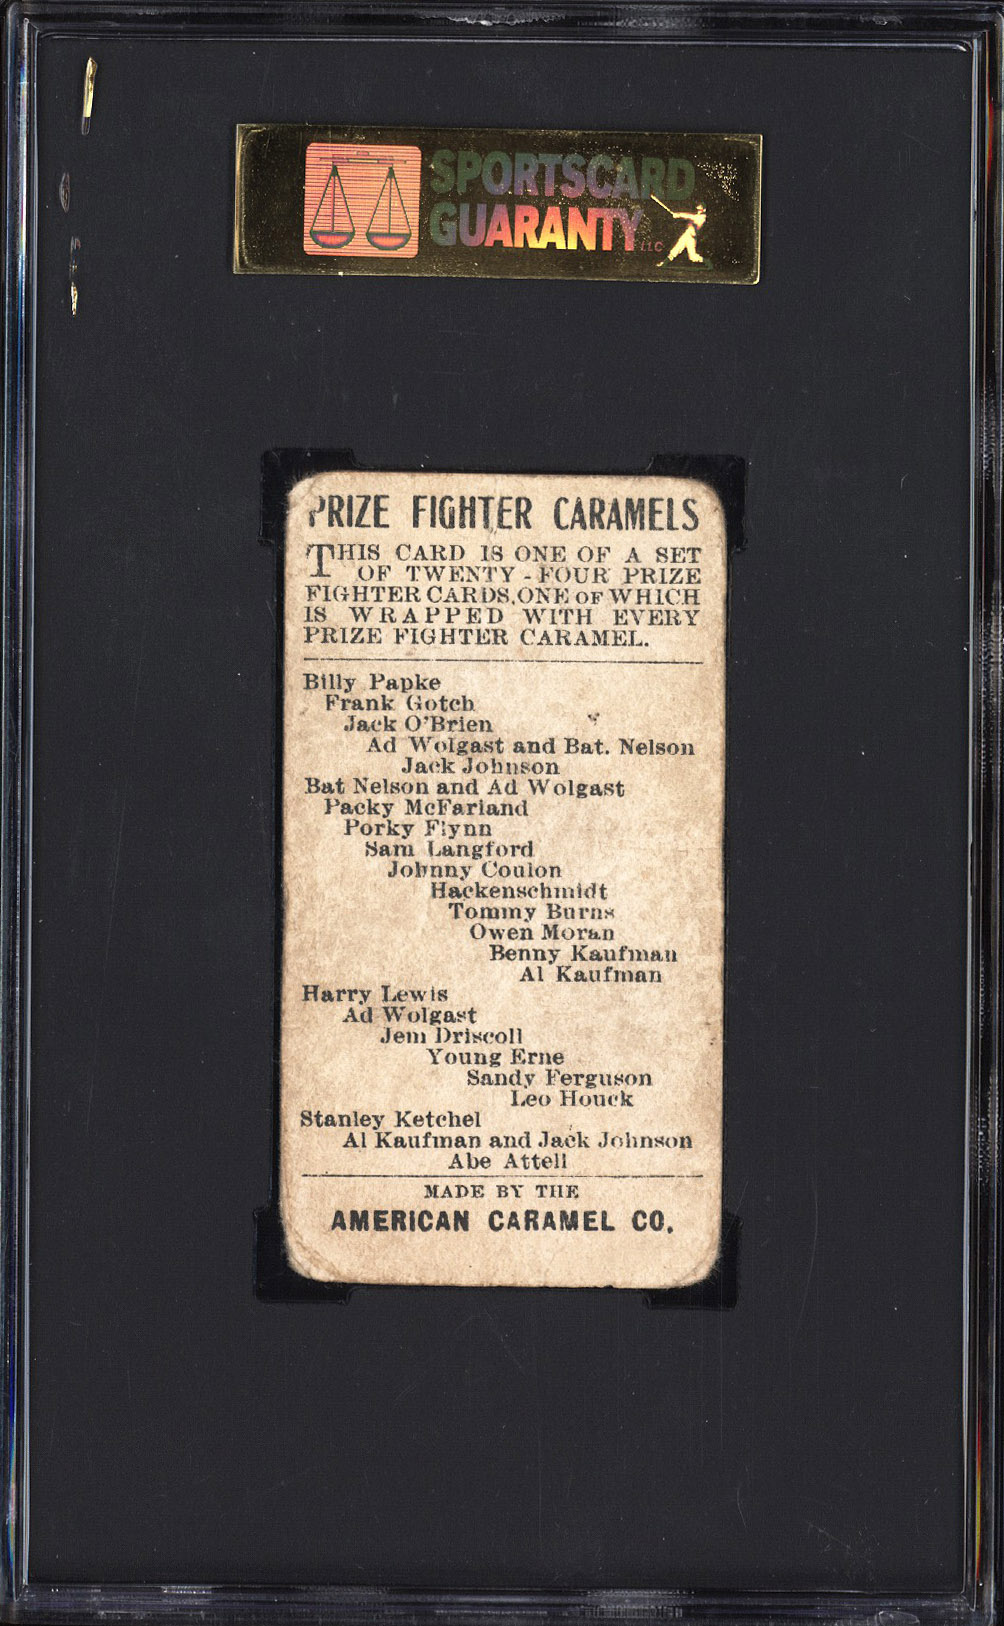 SPORTSCARD
GUARANTY LLC
PRIZE FIGHTER CARAMELS
THIS CARD IS ONE OF A SET
OF TWENTY-FOUR PRIZE
FIGHTER CARDS, ONE OF WHICH
IS WRAPPED WITH EVERY
PRIZE FIGHTER CARAMEL.
Billy Papke
Frank Gotch
Jack O'Brien
Ad Wolgast and Bat. Nelson
Jack Johnson
Bat Nelson and Ad Wolgast
Packy McFarland
Porky Flynn
Sam Langford
Johnny Coulon
Hackenschmidt
Tommy Burns
Owen Moran
Benny Kaufman
Al Kaufman
Harry Lewis
Ad Wolgast
Jem Driscoll
Young Erne
Sandy Ferguson
Leo Houck
Stanley Ketchel
Al Kaufman and Jack Johnson
Abe Attell
MADE BY THE
AMERICAN CARAMEL CO.